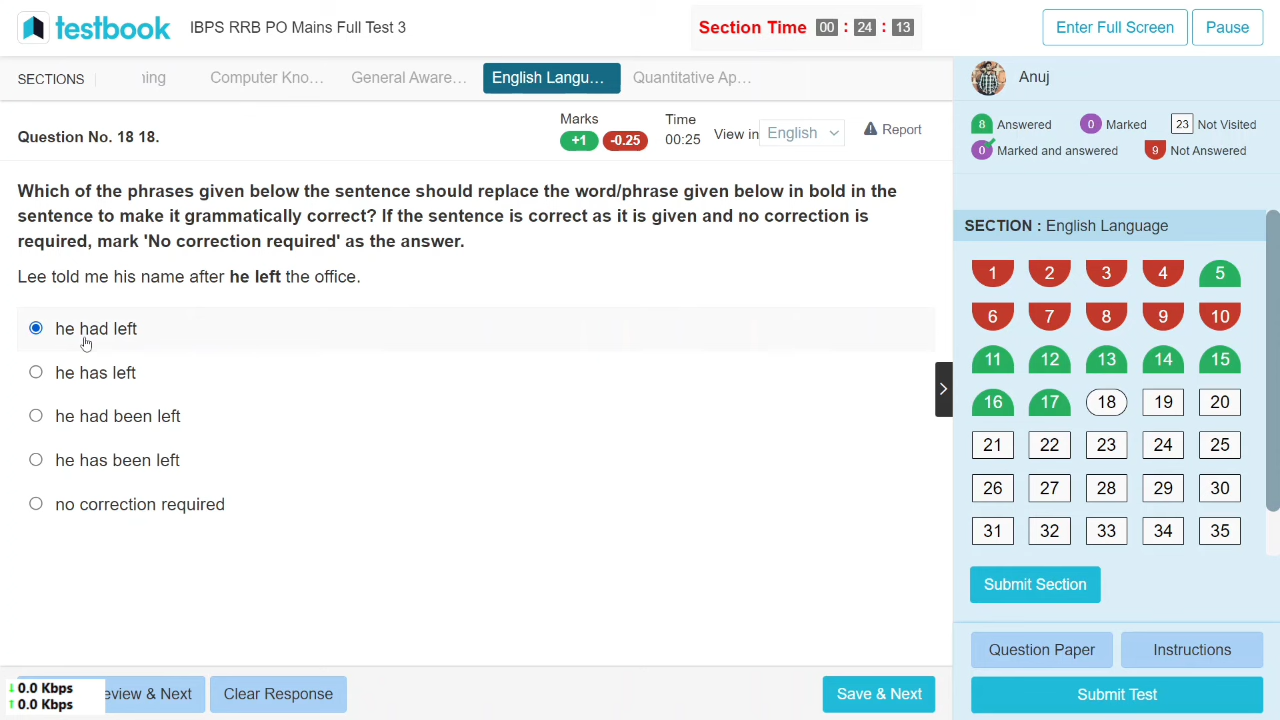 testbook IBPS RRB PO Mains Full Test 3 Section Time 00 : 24 : 13 Enter Full Screen Pause
SECTIONS ning Computer Kno... General Aware... English Langu... Quantitative Ap... Anuj
Question No. 18 18. Marks +1 -0.25 Time 00:25 View in English Report
8 Answered 0 Marked 23 Not Visited
0 Marked and answered 9 Not Answered
Which of the phrases given below the sentence should replace the word/phrase given below in bold in the
sentence to make it grammatically correct? If the sentence is correct as it is given and no correction is
required, mark 'No correction required' as the answer.
Lee told me his name after he left the office.
he had left
he has left
he had been left
he has been left
no correction required
SECTION : English Language
1 2 3 4 5
6 7 8 9 10
11 12 13 14 15
16 17 18 19 20
21 22 23 24 25
26 27 28 29 30
31 32 33 34 35
Submit Section
Question Paper Instructions
0.0 Kbps
0.0 Kbps
eview & Next Clear Response Save & Next Submit Test